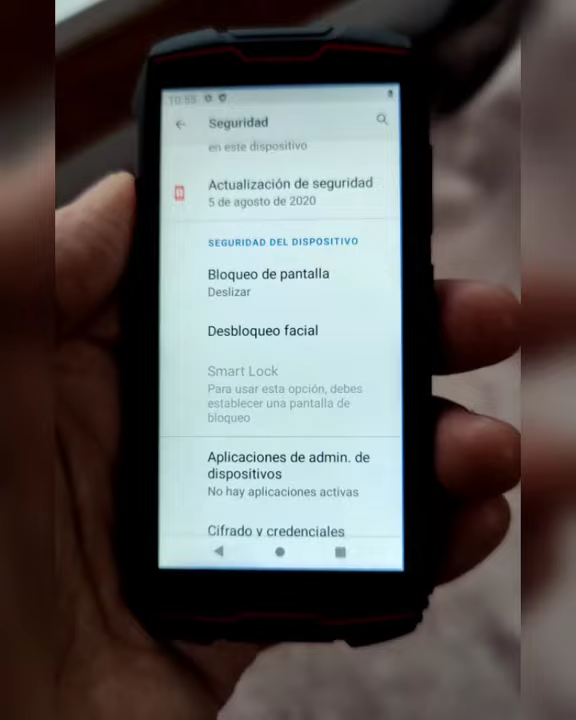 10:55
Seguridad
en este dispositivo
Actualización de seguridad
5 de agosto de 2020
SEGURIDAD DEL DISPOSITIVO
Bloqueo de pantalla
Deslizar
Desbloqueo facial
Smart Lock
Para usar esta opción, debes
establecer una pantalla de
bloqueo
Aplicaciones de admin. de
dispositivos
No hay aplicaciones activas
Cifrado y credenciales